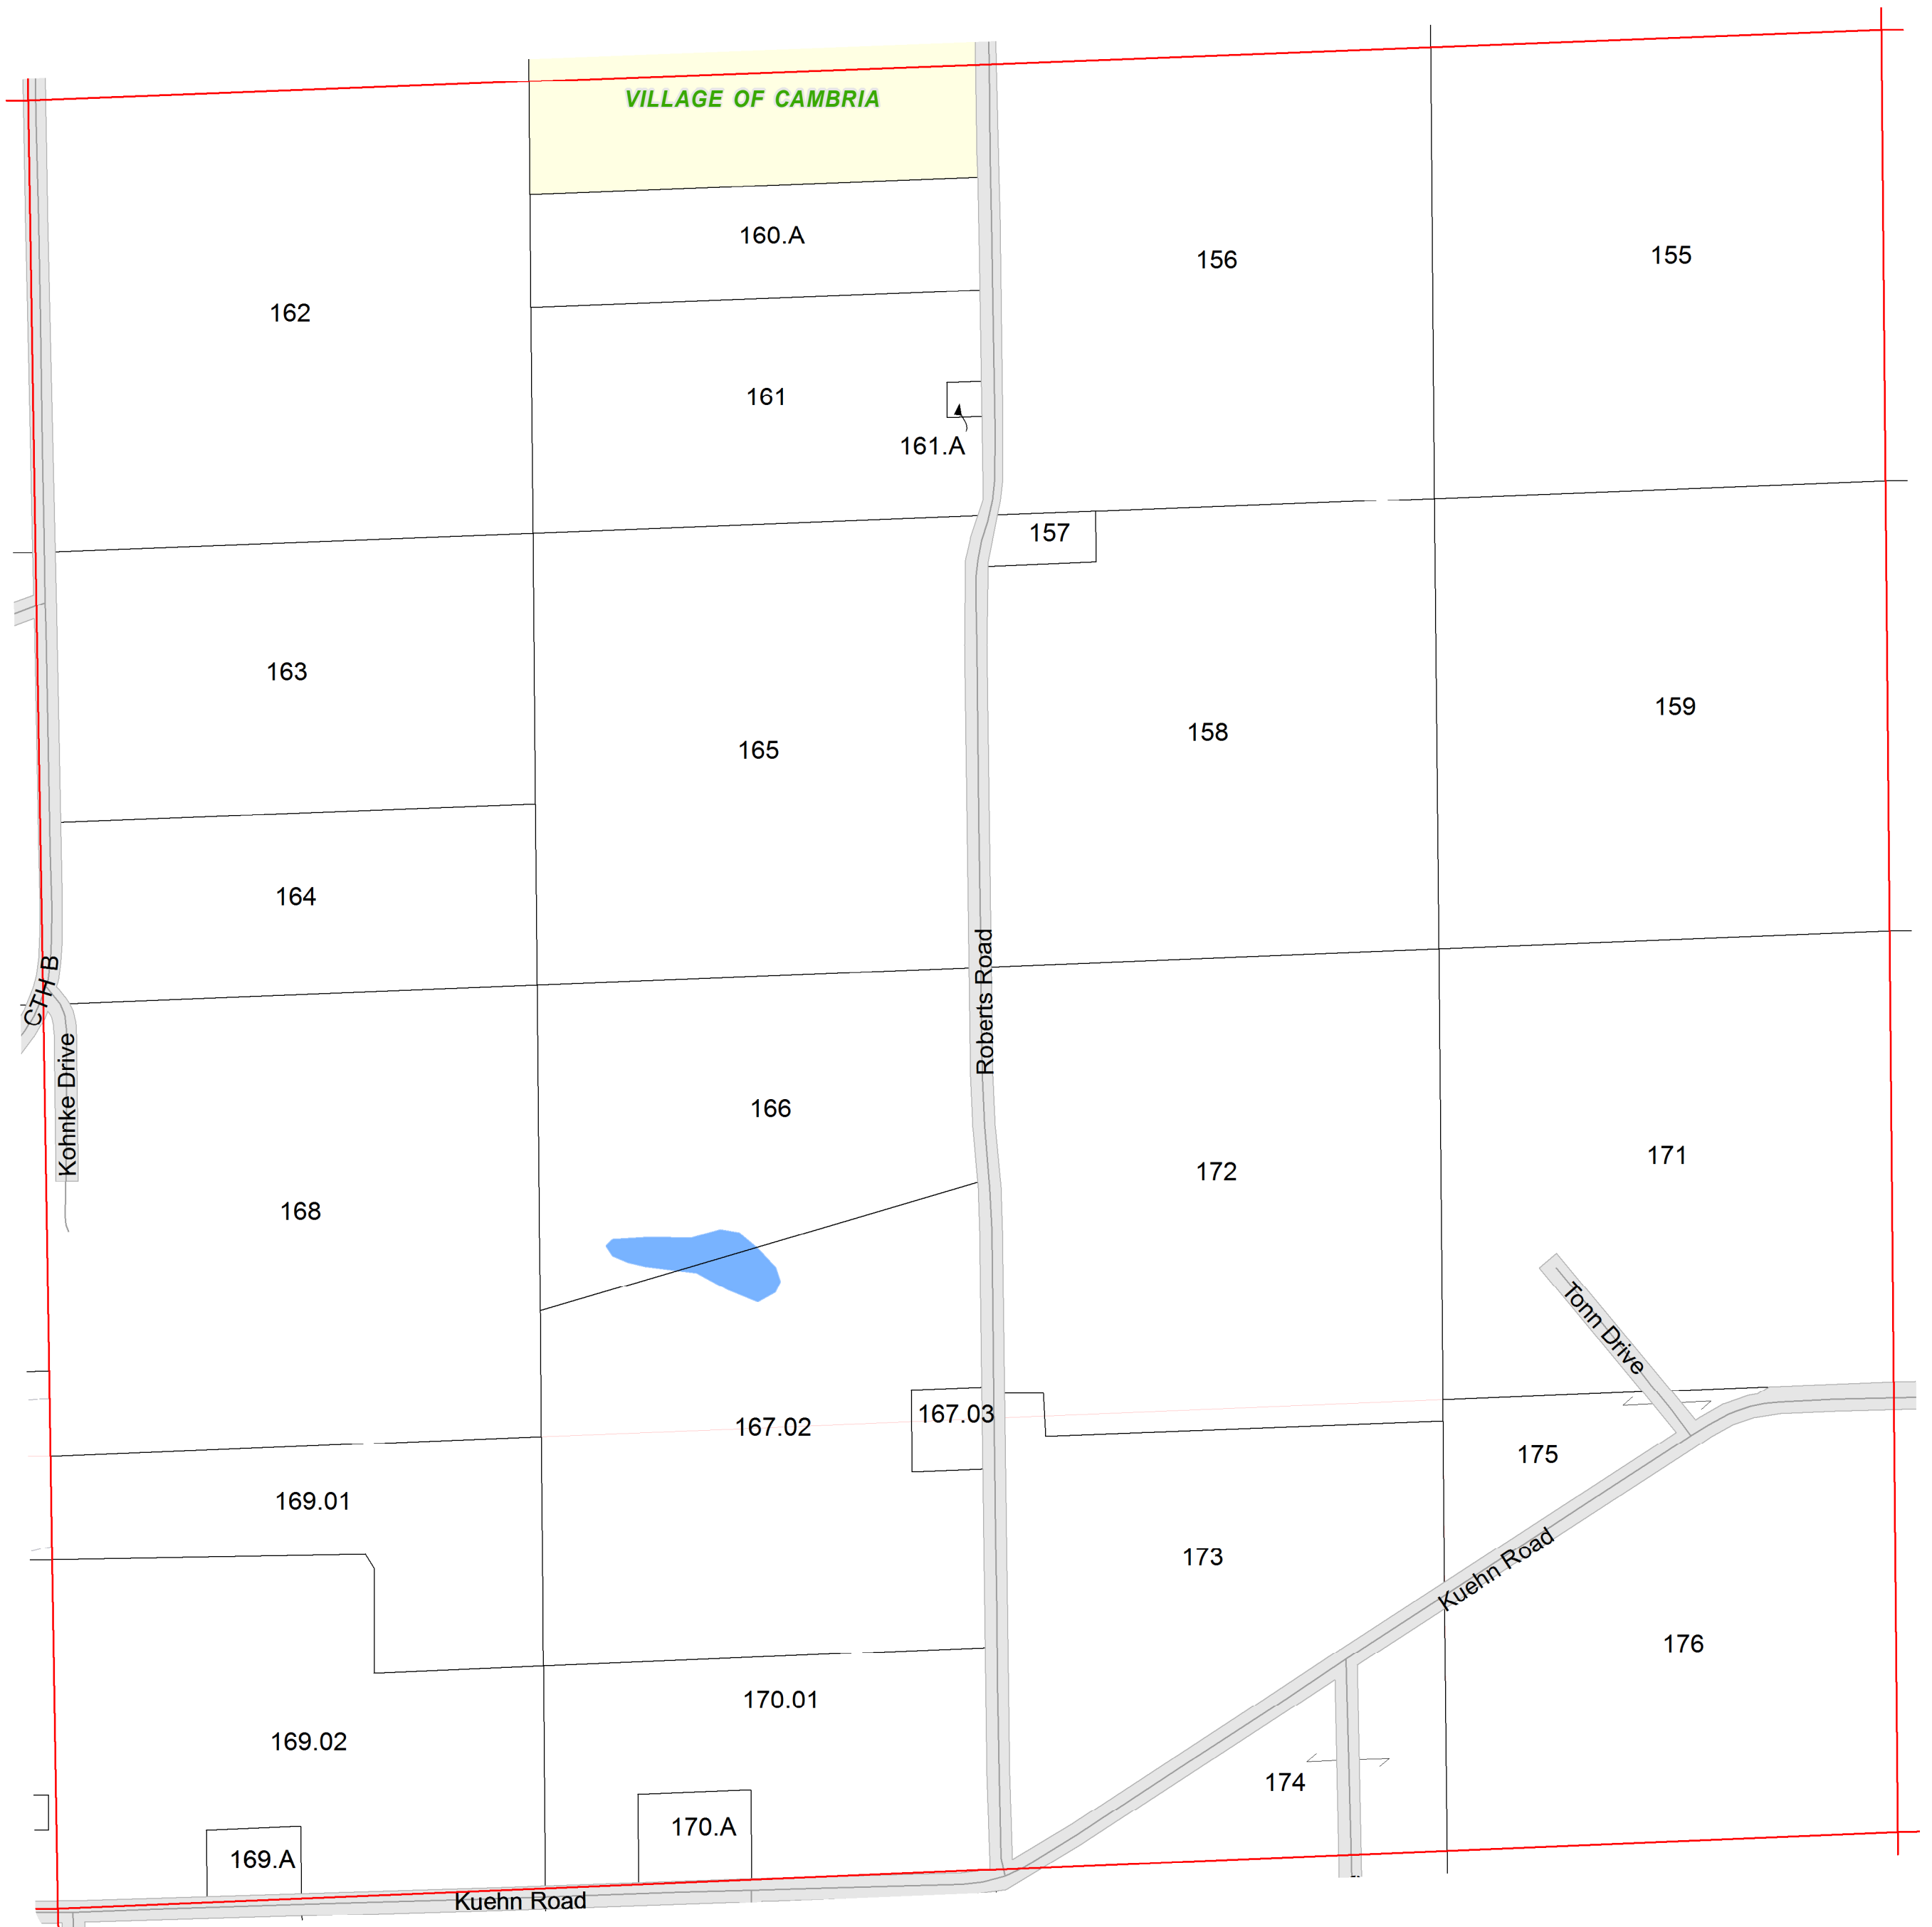 VILLAGE OF CAMBRIA
160.A
156
155
162
161
161.A
157
163
165
158
159
164
CTH B
Roberts Road
Kohnke Drive
166
172
171
168
Tonn Drive
167.02
167.03
175
169.01
173
Kuehn Road
176
170.01
169.02
174
170.A
169.A
Kuehn Road